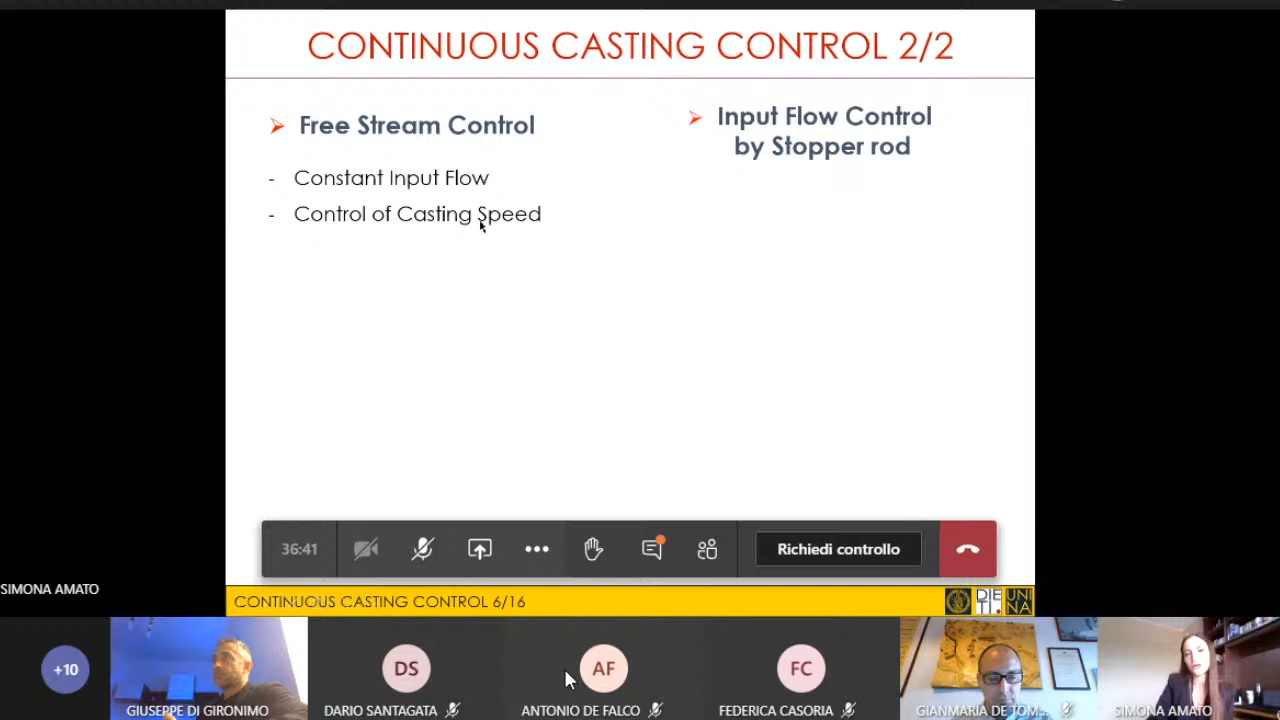 CONTINUOUS CASTING CONTROL 2/2
Free Stream Control
- Constant Input Flow
- Control of Casting Speed
Input Flow Control
by Stopper rod
36:41
Richiedi controllo
SIMONA AMATO
CONTINUOUS CASTING CONTROL 6/16
DIE
TI.
UNI
NA
+10
GIUSEPPE DI GIRONIMO
DS
DARIO SANTAGATA
AF
ANTONIO DE FALCO
FC
FEDERICA CASORIA
GIANMARIA DE TOM...
SIMONA AMATO